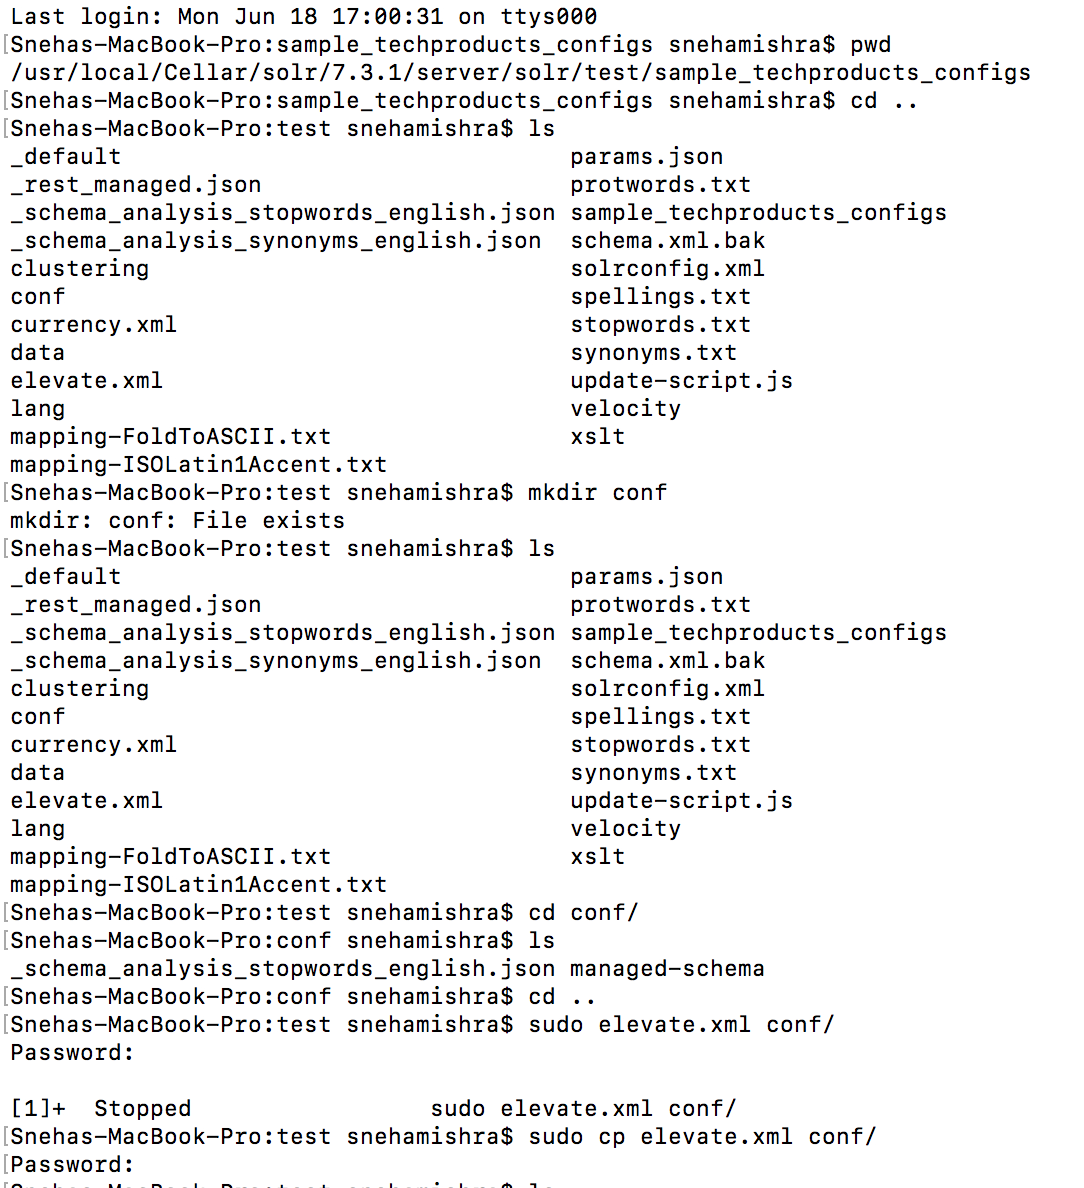 Last login: Mon Jun 18 17:00:31 on ttys000
[Snehas-MacBook-Pro:sample_techproducts_configs snehamishra$ pwd
/usr/local/Cellar/solr/7.3.1/server/solr/test/sample_techproducts_configs
[Snehas-MacBook-Pro:sample_techproducts_configs snehamishra$ cd ..
[Snehas-MacBook-Pro:test snehamishra$ ls
_default params.json
_rest_managed.json protwords.txt
_schema_analysis_stopwords_english.json sample_techproducts_configs
_schema_analysis_synonyms_english.json schema.xml.bak
clustering solrconfig.xml
conf spellings.txt
currency.xml stopwords.txt
data synonyms.txt
elevate.xml update-script.js
lang velocity
mapping-FoldToASCII.txt xslt
mapping-ISOLatin1Accent.txt
[Snehas-MacBook-Pro:test snehamishra$ mkdir conf
mkdir: conf: File exists
[Snehas-MacBook-Pro:test snehamishra$ ls
_default params.json
_rest_managed.json protwords.txt
_schema_analysis_stopwords_english.json sample_techproducts_configs
_schema_analysis_synonyms_english.json schema.xml.bak
clustering solrconfig.xml
conf spellings.txt
currency.xml stopwords.txt
data synonyms.txt
elevate.xml update-script.js
lang velocity
mapping-FoldToASCII.txt xslt
mapping-ISOLatin1Accent.txt
[Snehas-MacBook-Pro:test snehamishra$ cd conf/
[Snehas-MacBook-Pro:conf snehamishra$ ls
_schema_analysis_stopwords_english.json managed-schema
[Snehas-MacBook-Pro:conf snehamishra$ cd ..
[Snehas-MacBook-Pro:test snehamishra$ sudo elevate.xml conf/
Password:
[1]+  Stopped                 sudo elevate.xml conf/
[Snehas-MacBook-Pro:test snehamishra$ sudo cp elevate.xml conf/
[Password: